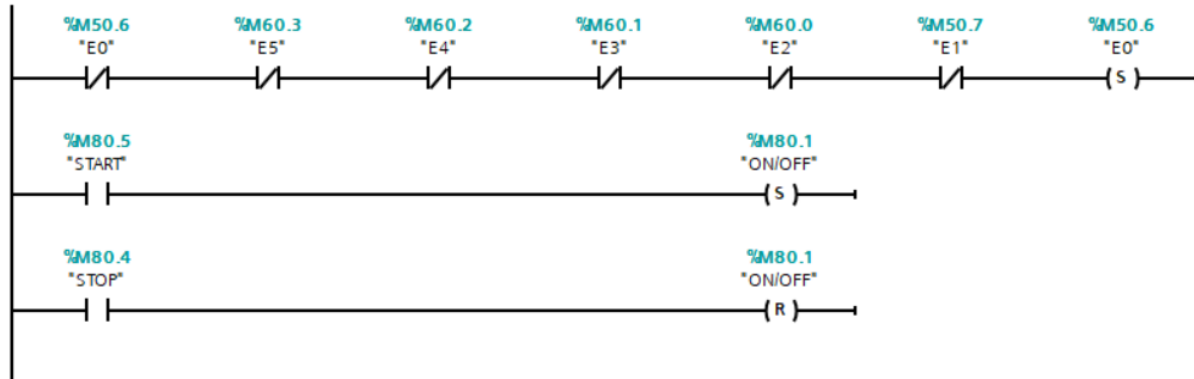 %M50.6 %M60.3 %M60.2 %M60.1 %M60.0 %M50.7 %M50.6
"E0" "E5" "E4" "E3" "E2" "E1" "E0"
S
%M80.5 %M80.1
"START" "ON/OFF"
S
%M80.4 %M80.1
"STOP" "ON/OFF"
R